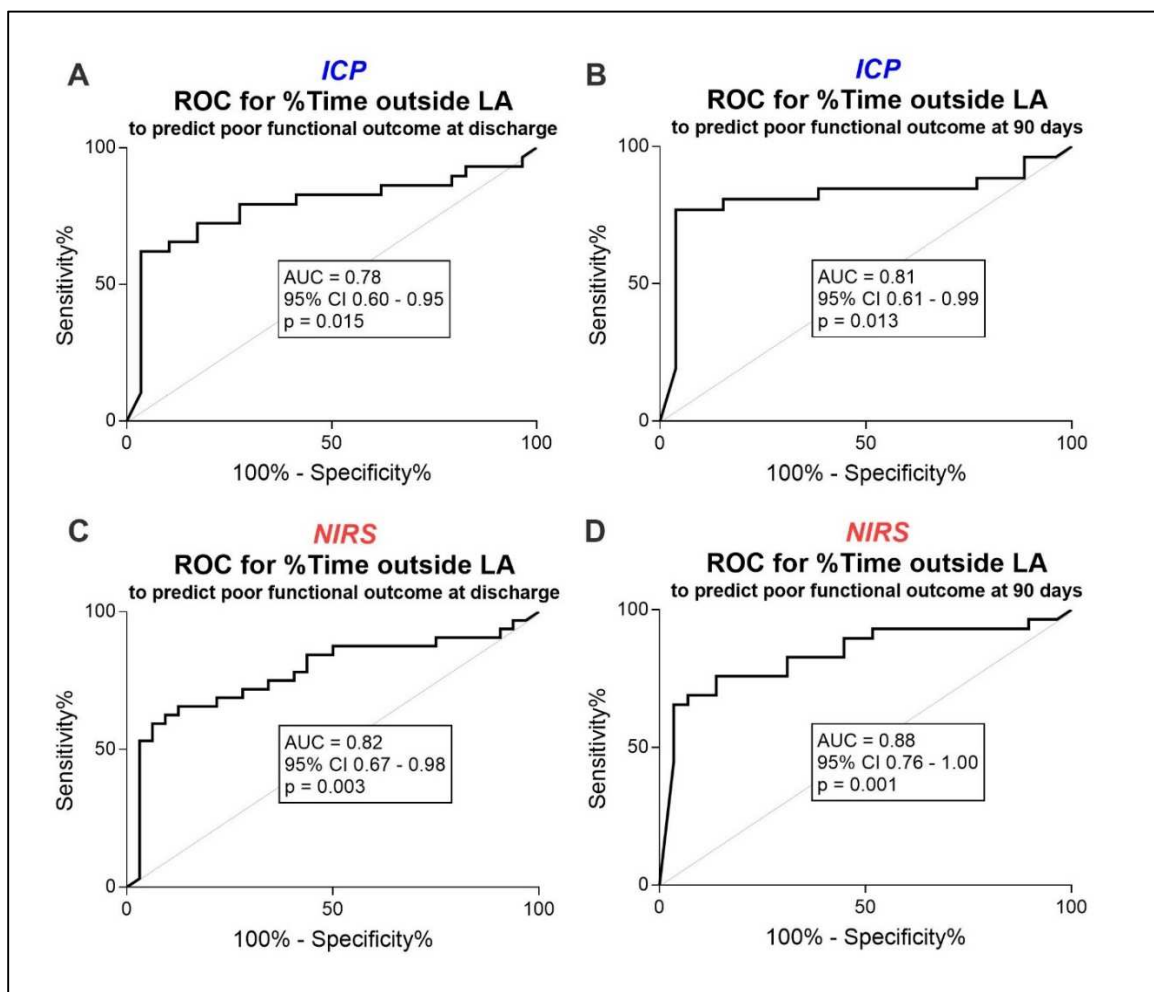 A
ICP
ROC for %Time outside LA
to predict poor functional outcome at discharge
100
50
0
Sensitivity%
AUC = 0.78
95% CI 0.60 - 0.95
p = 0.015
0
50
100
100% - Specificity%
B
ICP
ROC for %Time outside LA
to predict poor functional outcome at 90 days
100
50
0
Sensitivity%
AUC = 0.81
95% CI 0.61 - 0.99
p = 0.013
0
50
100
100% - Specificity%
C
NIRS
ROC for %Time outside LA
to predict poor functional outcome at discharge
100
50
0
Sensitivity%
AUC = 0.82
95% CI 0.67 - 0.98
p = 0.003
0
50
100
100% - Specificity%
D
NIRS
ROC for %Time outside LA
to predict poor functional outcome at 90 days
100
50
0
Sensitivity%
AUC = 0.88
95% CI 0.76 - 1.00
p = 0.001
0
50
100
100% - Specificity%